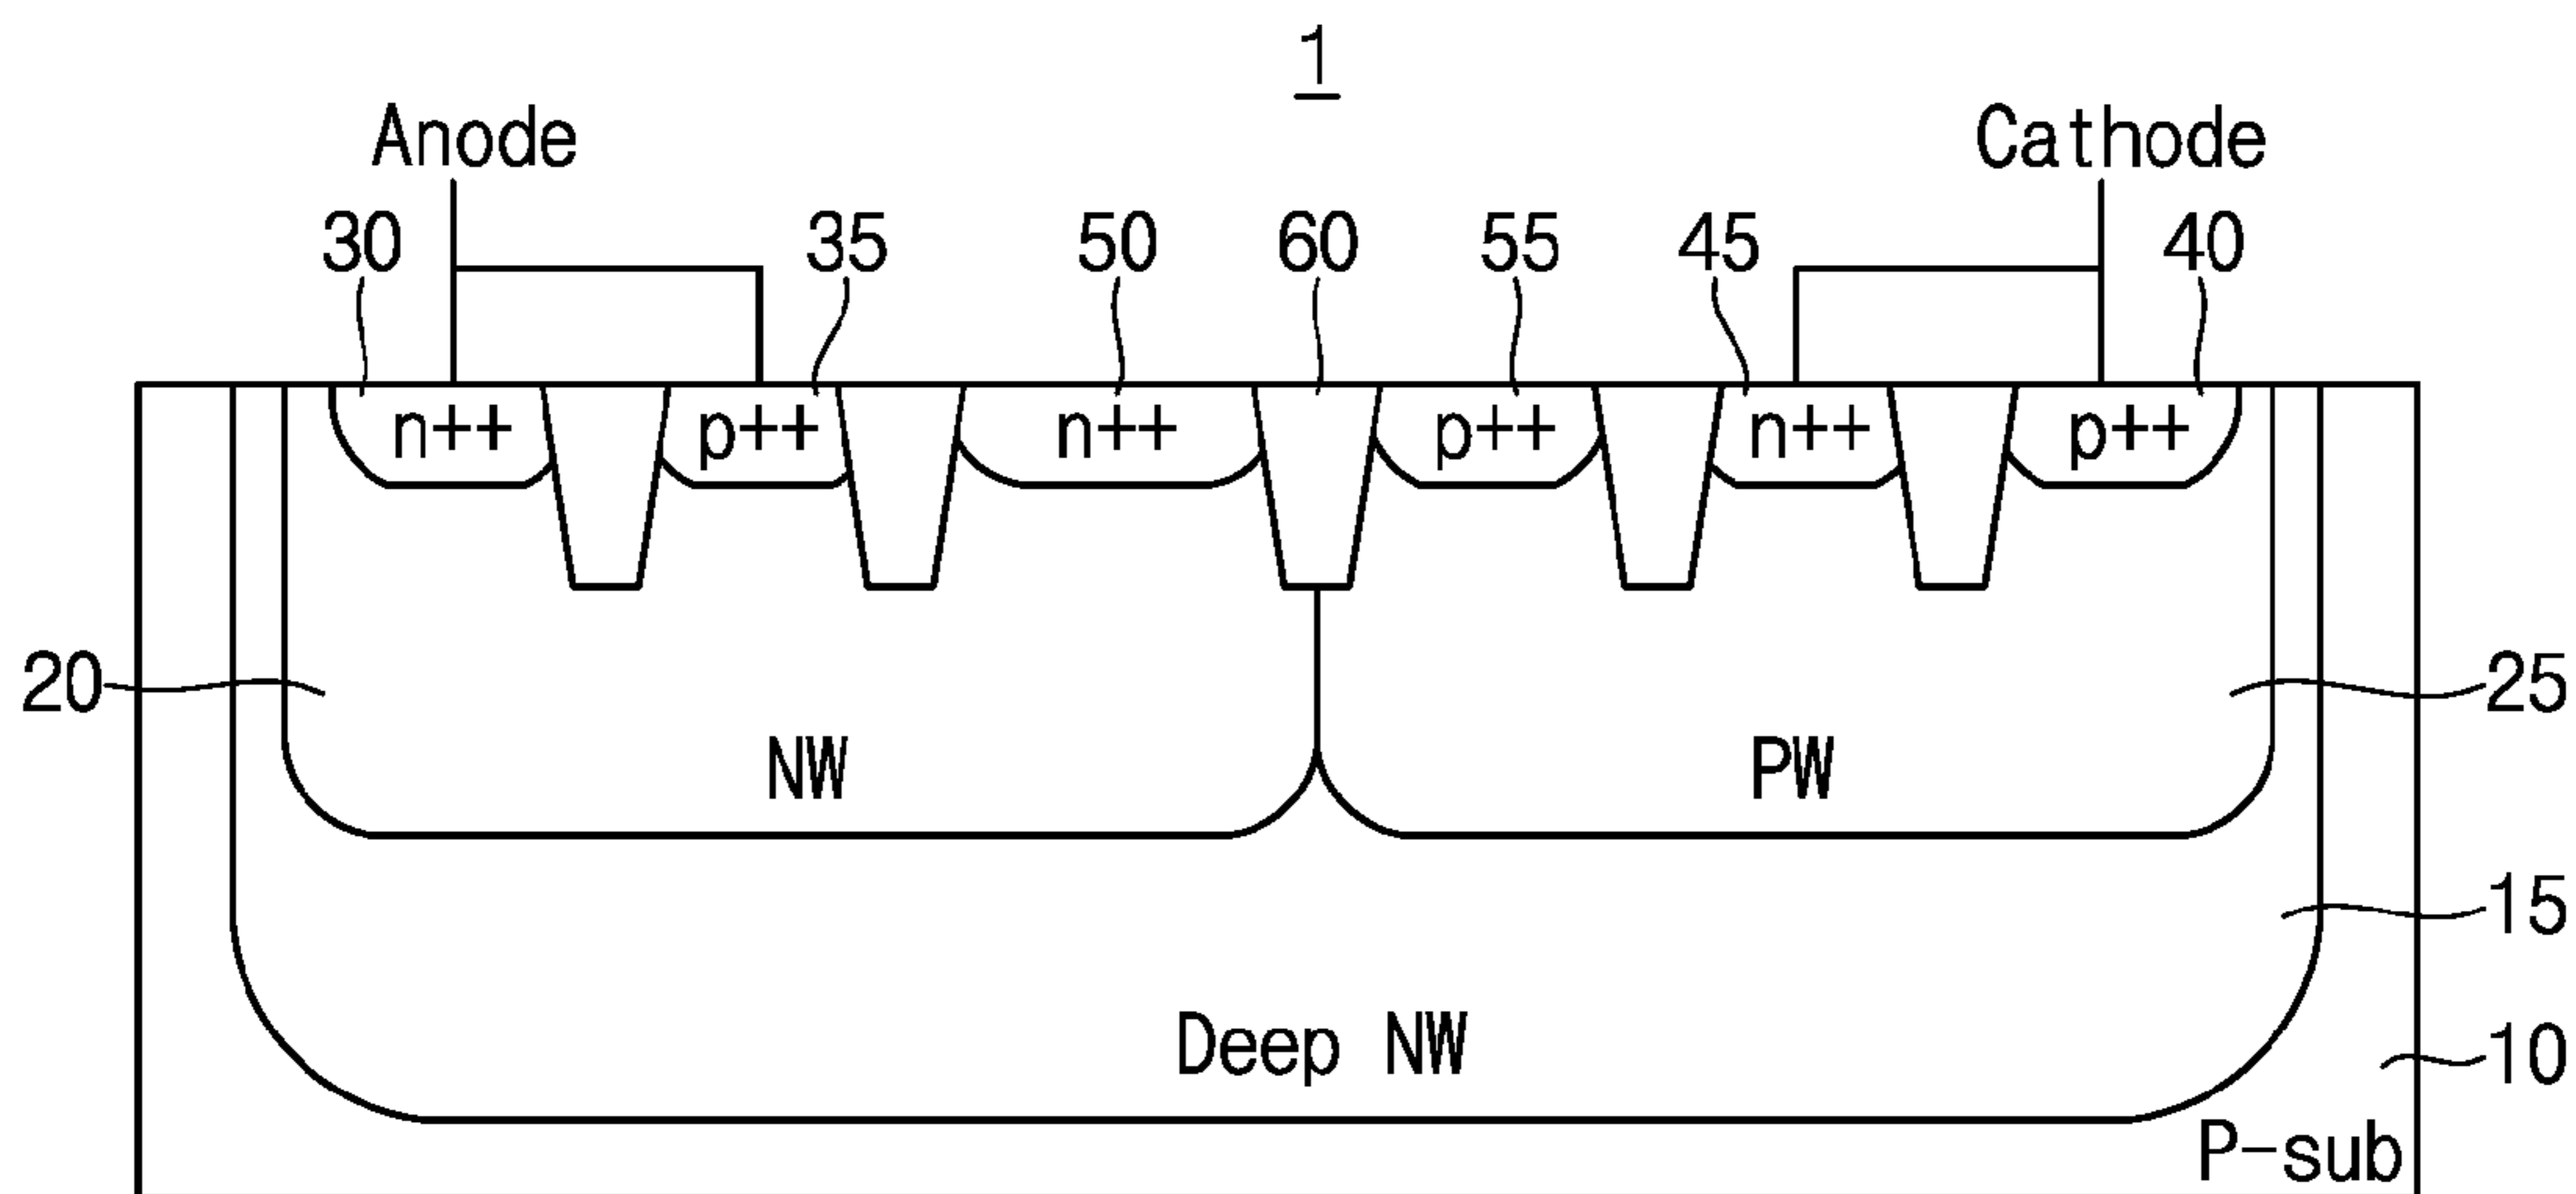 1
Anode Cathode
30 35 50 60 55 45 40
n++ p++ n++ p++ n++ p++
20 25
NW PW
15
Deep NW
10
P-sub